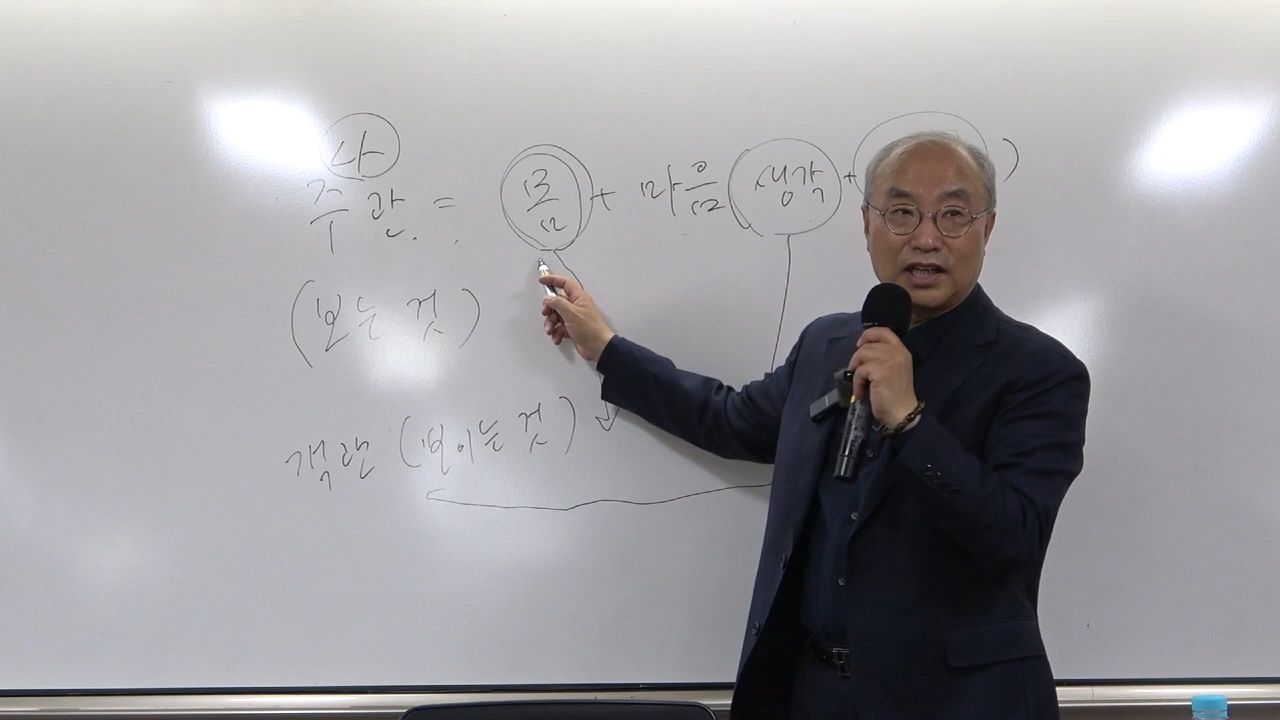 나
주관 = 몸 + 마음 생각 + )
(보는 것)
객관 (보이는 것)